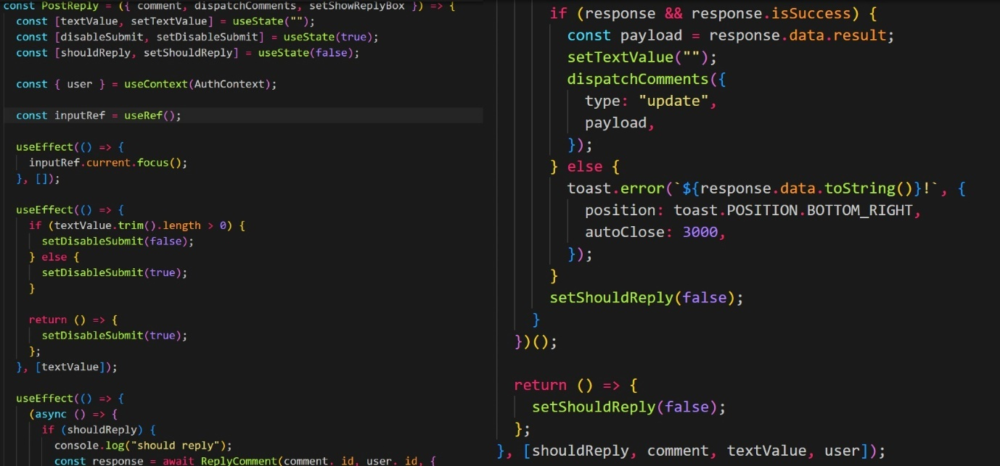 const PostReply = ({ comment, dispatchComments, setShowReplyBox }) => {
  const [textValue, setTextValue] = useState("");
  const [disableSubmit, setDisableSubmit] = useState(true);
  const [shouldReply, setShouldReply] = useState(false);
  const { user } = useContext(AuthContext);
  const inputRef = useRef();
  useEffect(() => {
    inputRef.current.focus();
  }, []);
  useEffect(() => {
    if (textValue.trim().length > 0) {
      setDisableSubmit(false);
    } else {
      setDisableSubmit(true);
    }
    return () => {
      setDisableSubmit(true);
    };
  }, [textValue]);
  useEffect(() => {
    (async () => {
      if (shouldReply) {
        console.log("should reply");
        const response = await ReplyComment(comment._id, user._id, {
if (response && response.isSuccess) {
  const payload = response.data.result;
  setTextValue("");
  dispatchComments({
    type: "update",
    payload,
  });
} else {
  toast.error(`${response.data.toString()}!`, {
    position: toast.POSITION.BOTTOM_RIGHT,
    autoClose: 3000,
  });
}
setShouldReply(false);
}
})();
return () => {
  setShouldReply(false);
};
}, [shouldReply, comment, textValue, user]);